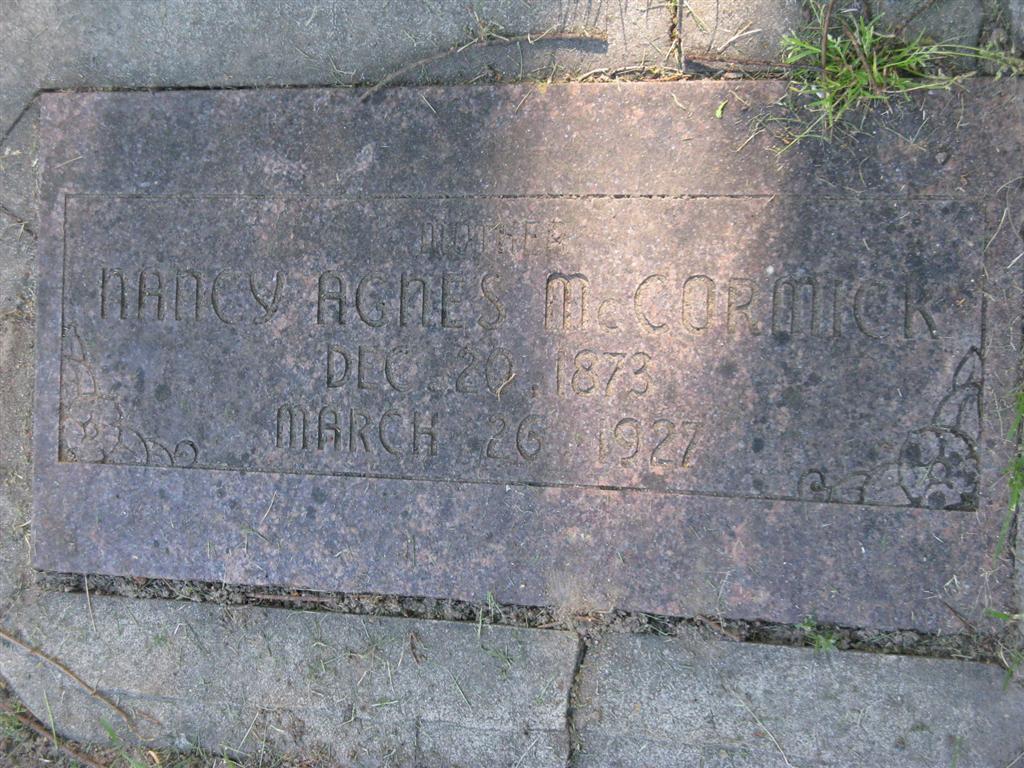 MOTHER
NANCY AGNES McCORMICK
DEC. 20, 1873
MARCH 26 1927